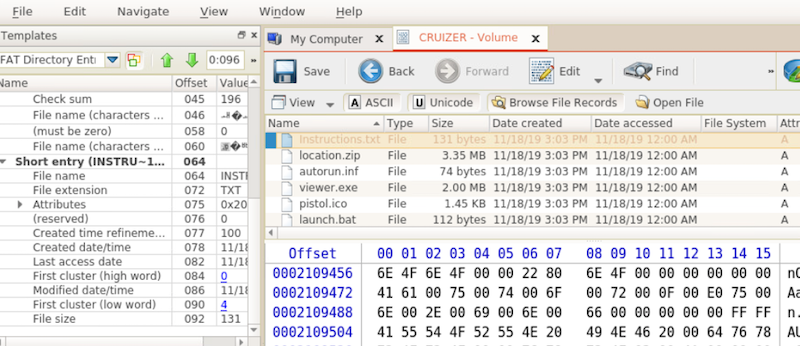 File Edit Navigate View Window Help
Templates »
My Computer X CRUIZER - Volume X
FAT Directory Entr 0:096 »
Save Back Forward Edit Find »
Name Offset Value
View ASCII Unicode Browse File Records Open File
Check sum 045 196
File name (characters ... 046
(must be zero) 058 0
File name (characters ... 060
Short entry (INSTRU~1... 064
File name 064 INSTR
File extension 072 TXT
Attributes 075 0x20
(reserved) 076 0
Created time refineme... 077 100
Created date/time 078 11/18
Last access date 082 11/18
First cluster (high word) 084 0
Modified date/time 086 11/18
First cluster (low word) 090 4
File size 092 131
Name Type Size Date created Date accessed File System Attr
Instructions.txt File 131 bytes 11/18/19 3:03 PM 11/18/19 12:00 AM A
location.zip File 3.35 MB 11/18/19 3:03 PM 11/18/19 12:00 AM A
autorun.inf File 74 bytes 11/18/19 3:03 PM 11/18/19 12:00 AM A
viewer.exe File 2.00 MB 11/18/19 3:03 PM 11/18/19 12:00 AM A
pistol.ico File 1.45 KB 11/18/19 3:03 PM 11/18/19 12:00 AM A
launch.bat File 112 bytes 11/18/19 3:03 PM 11/18/19 12:00 AM A
Offset 00 01 02 03 04 05 06 07 08 09 10 11 12 13 14 15
0002109456 6E 4F 6E 4F 00 00 22 80 6E 4F 00 00 00 00 00 00 nO
0002109472 41 61 00 75 00 74 00 6F 00 72 00 0F 00 E0 75 00 Aa
0002109488 6E 00 2E 00 69 00 6E 00 66 00 00 00 00 00 FF FF n.
0002109504 41 55 54 4F 52 55 4E 20 49 4E 46 20 00 64 76 78 AU